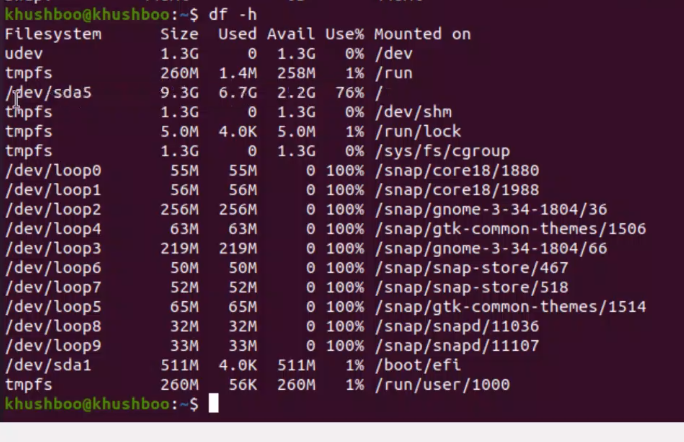 khushboo@khushboo:~$ df -h
Filesystem      Size  Used Avail Use% Mounted on
udev            1.3G     0  1.3G   0% /dev
tmpfs           260M  1.4M  258M   1% /run
/dev/sda5       9.3G  6.7G  2.2G  76% /
tmpfs           1.3G     0  1.3G   0% /dev/shm
tmpfs           5.0M  4.0K  5.0M   1% /run/lock
tmpfs           1.3G     0  1.3G   0% /sys/fs/cgroup
/dev/loop0       55M   55M     0 100% /snap/core18/1880
/dev/loop1       56M   56M     0 100% /snap/core18/1988
/dev/loop2      256M  256M     0 100% /snap/gnome-3-34-1804/36
/dev/loop4       63M   63M     0 100% /snap/gtk-common-themes/1506
/dev/loop3      219M  219M     0 100% /snap/gnome-3-34-1804/66
/dev/loop6       50M   50M     0 100% /snap/snap-store/467
/dev/loop7       52M   52M     0 100% /snap/snap-store/518
/dev/loop5       65M   65M     0 100% /snap/gtk-common-themes/1514
/dev/loop8       32M   32M     0 100% /snap/snapd/11036
/dev/loop9       33M   33M     0 100% /snap/snapd/11107
/dev/sda1       511M  4.0K  511M   1% /boot/efi
tmpfs           260M   56K  260M   1% /run/user/1000
khushboo@khushboo:~$